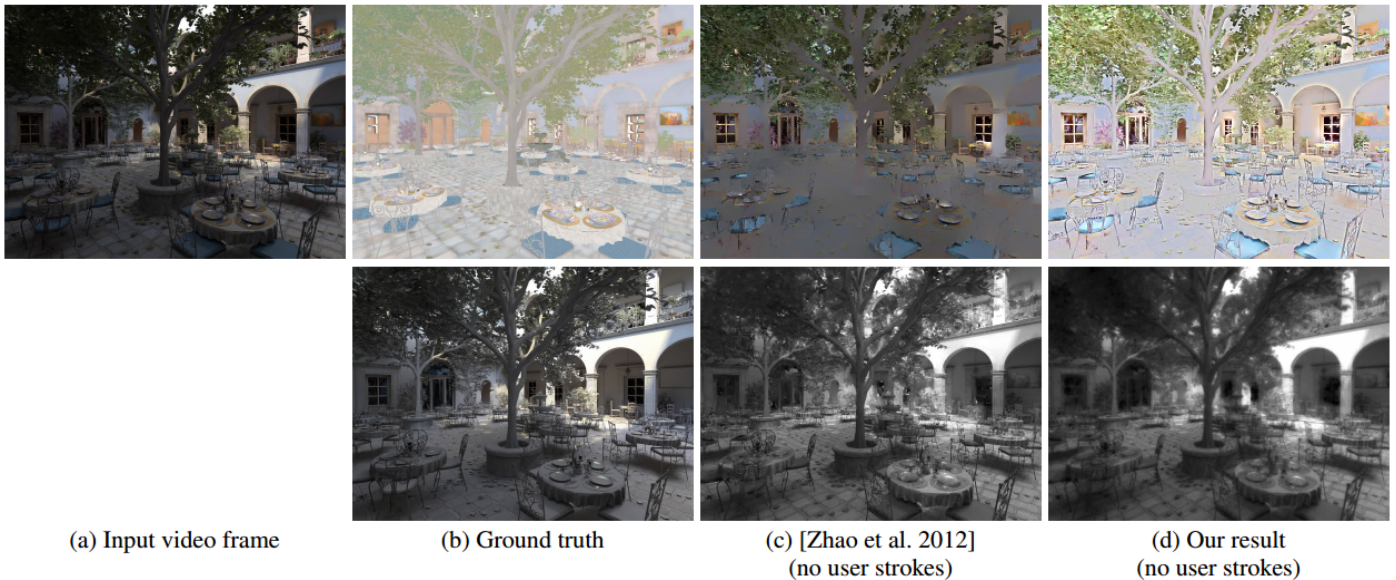 (a) Input video frame
(b) Ground truth
(c) [Zhao et al. 2012]
(no user strokes)
(d) Our result
(no user strokes)